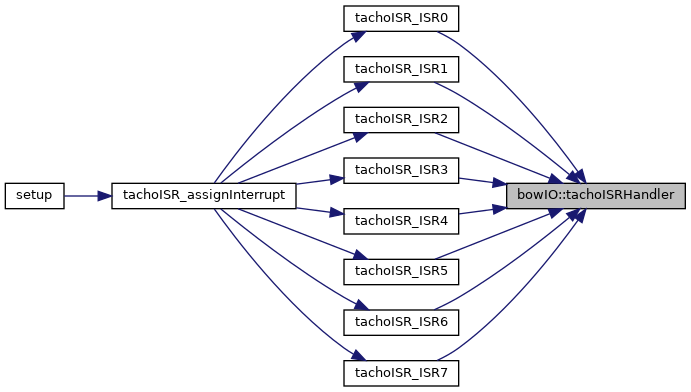 setup
tachoISR_assignInterrupt
tachoISR_ISR0
tachoISR_ISR1
tachoISR_ISR2
tachoISR_ISR3
tachoISR_ISR4
tachoISR_ISR5
tachoISR_ISR6
tachoISR_ISR7
bowIO::tachoISRHandler